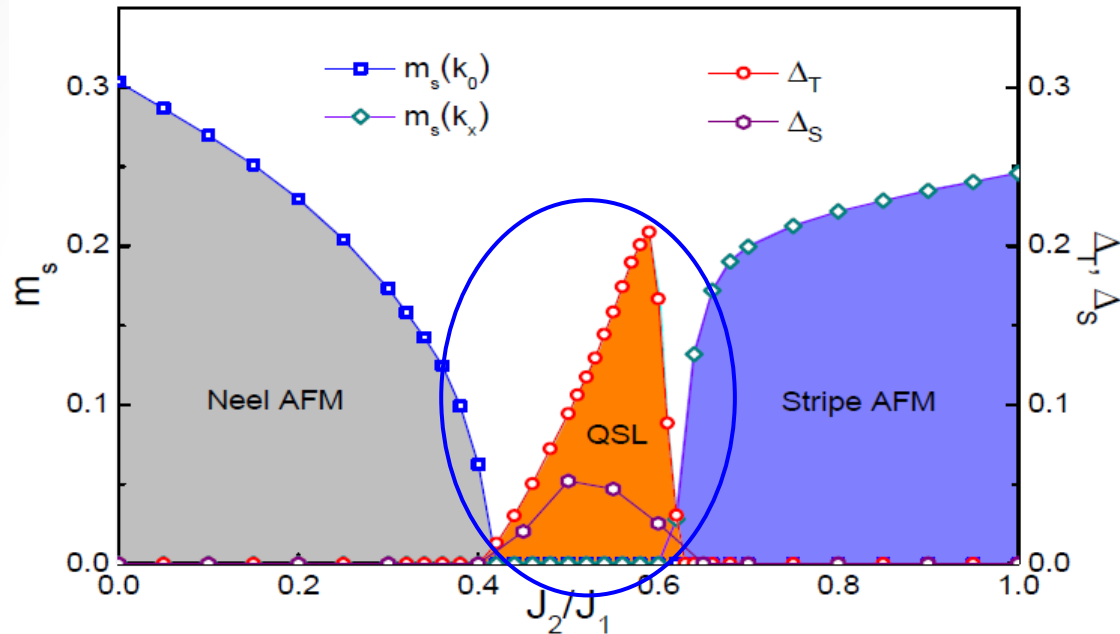 m_s(k_0)
m_s(k_x)
Δ_T
Δ_S
0.3
0.2
0.1
0.0
m_s
0.3
0.2
0.1
0.0
Δ_T, Δ_S
Neel AFM
QSL
Stripe AFM
0.0 0.2 0.4 0.6 0.8 1.0
J_2/J_1